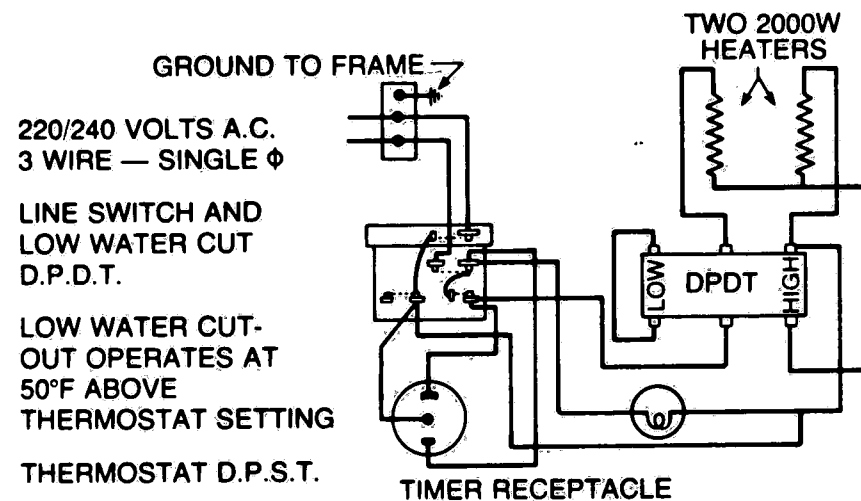 TWO 2000W
HEATERS
GROUND TO FRAME
220/240 VOLTS A.C.
3 WIRE — SINGLE Φ
LINE SWITCH AND
LOW WATER CUT
D.P.D.T.
LOW DPDT HIGH
LOW WATER CUT-
OUT OPERATES AT
50°F ABOVE
THERMOSTAT SETTING
THERMOSTAT D.P.S.T.
TIMER RECEPTACLE